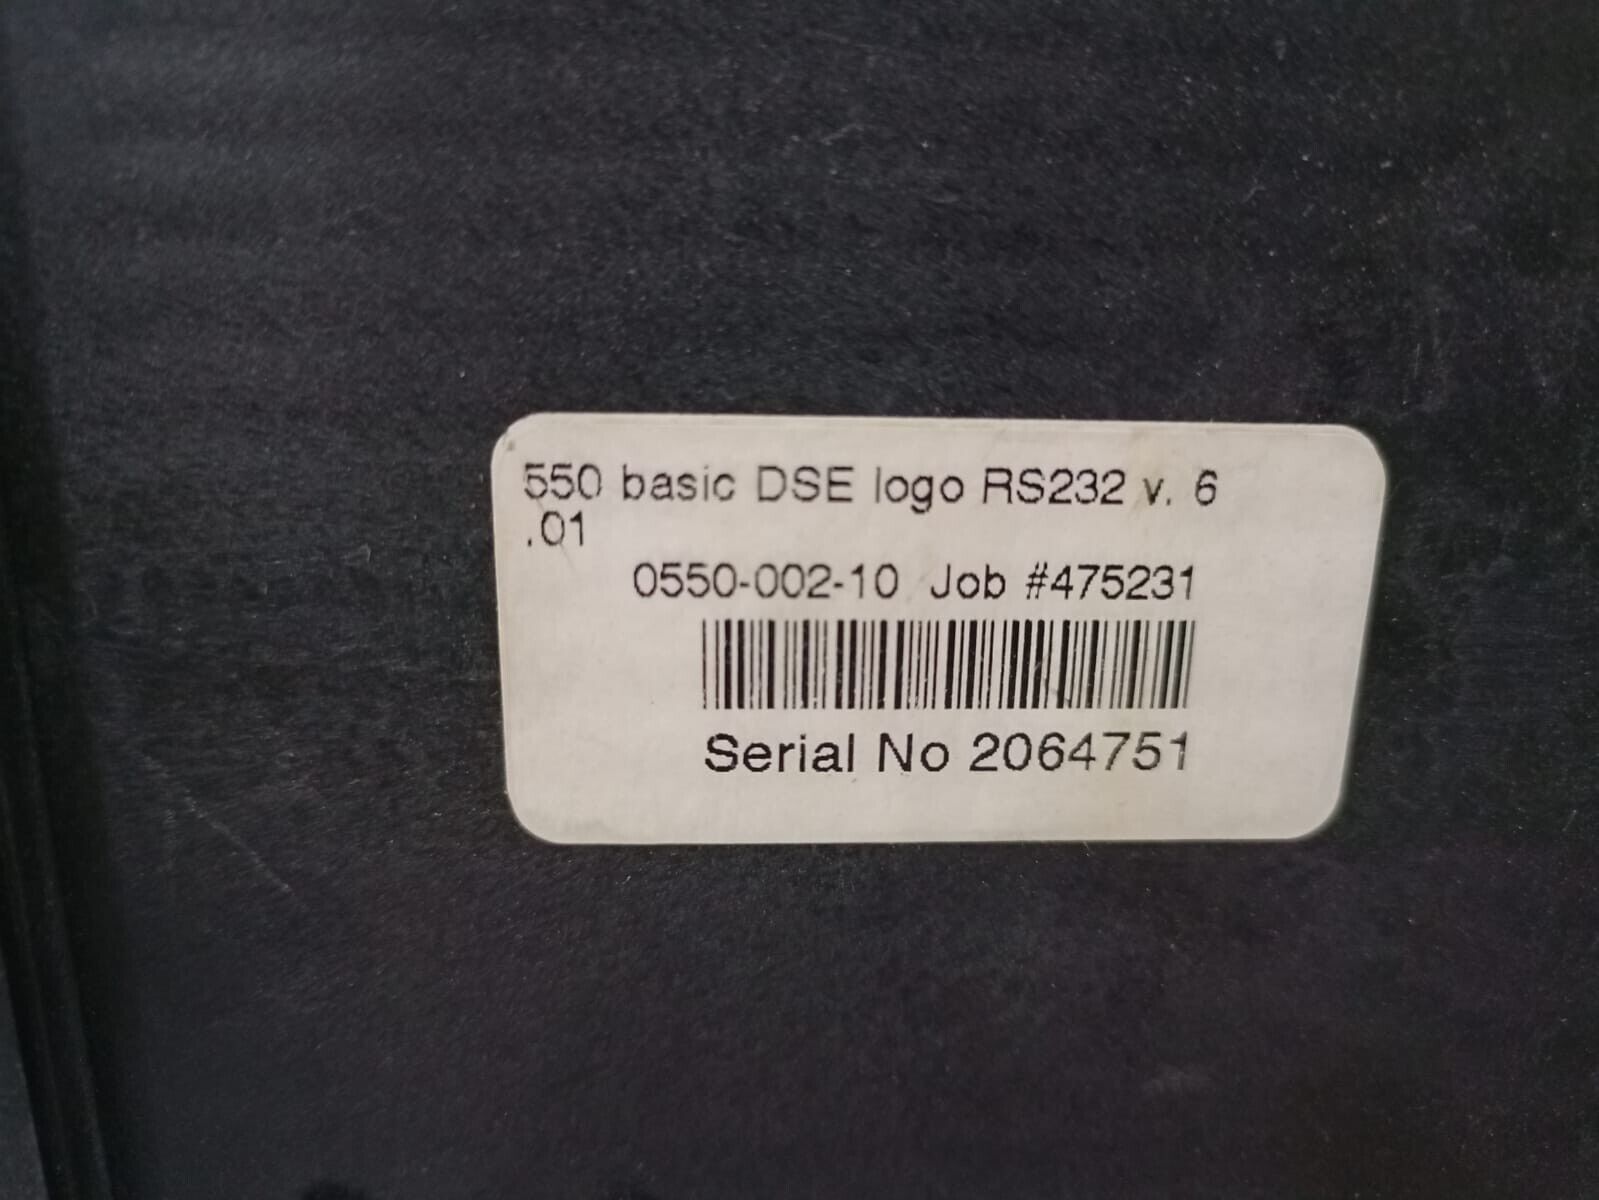 550 basic DSE logo RS232 v. 6
.01
0550-002-10 Job #475231
Serial No 2064751